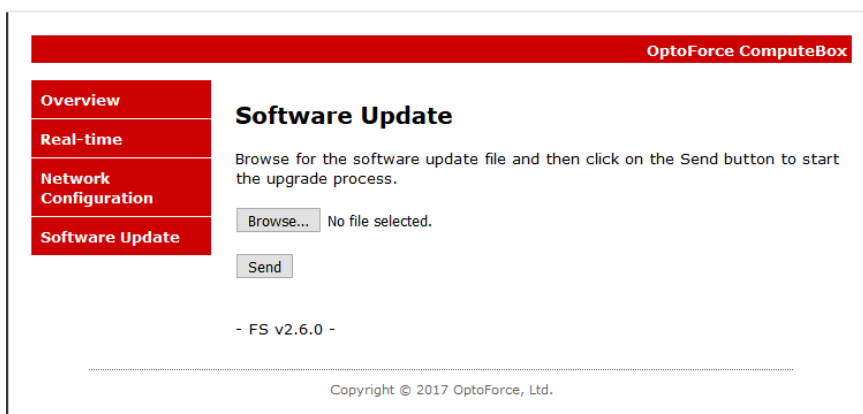 OptoForce ComputeBox
Overview
Real-time
Network
Configuration
Software Update
Software Update
Browse for the software update file and then click on the Send button to start
the upgrade process.
Browse... No file selected.
Send
- FS v2.6.0 -
Copyright © 2017 OptoForce, Ltd.